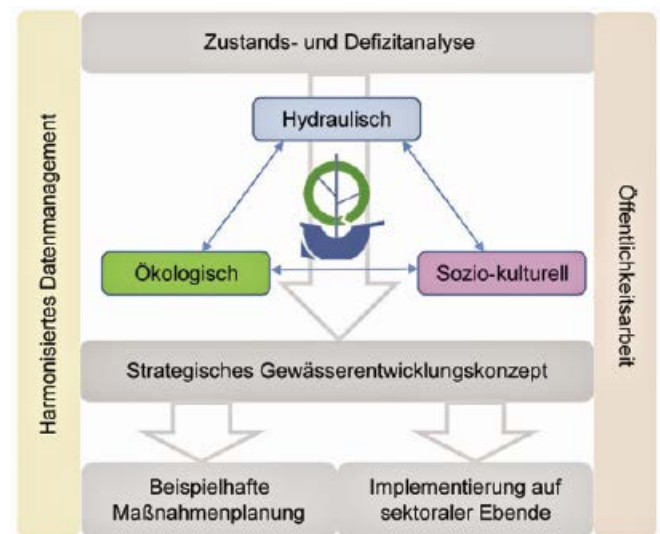 Zustands- und Defizitanalyse
Harmonisiertes Datenmanagement
Hydraulisch
Öffentlichkeitsarbeit
Ökologisch
Sozio-kulturell
Strategisches Gewässerentwicklungskonzept
Beispielhafte
Maßnahmenplanung
Implementierung auf
sektoraler Ebende